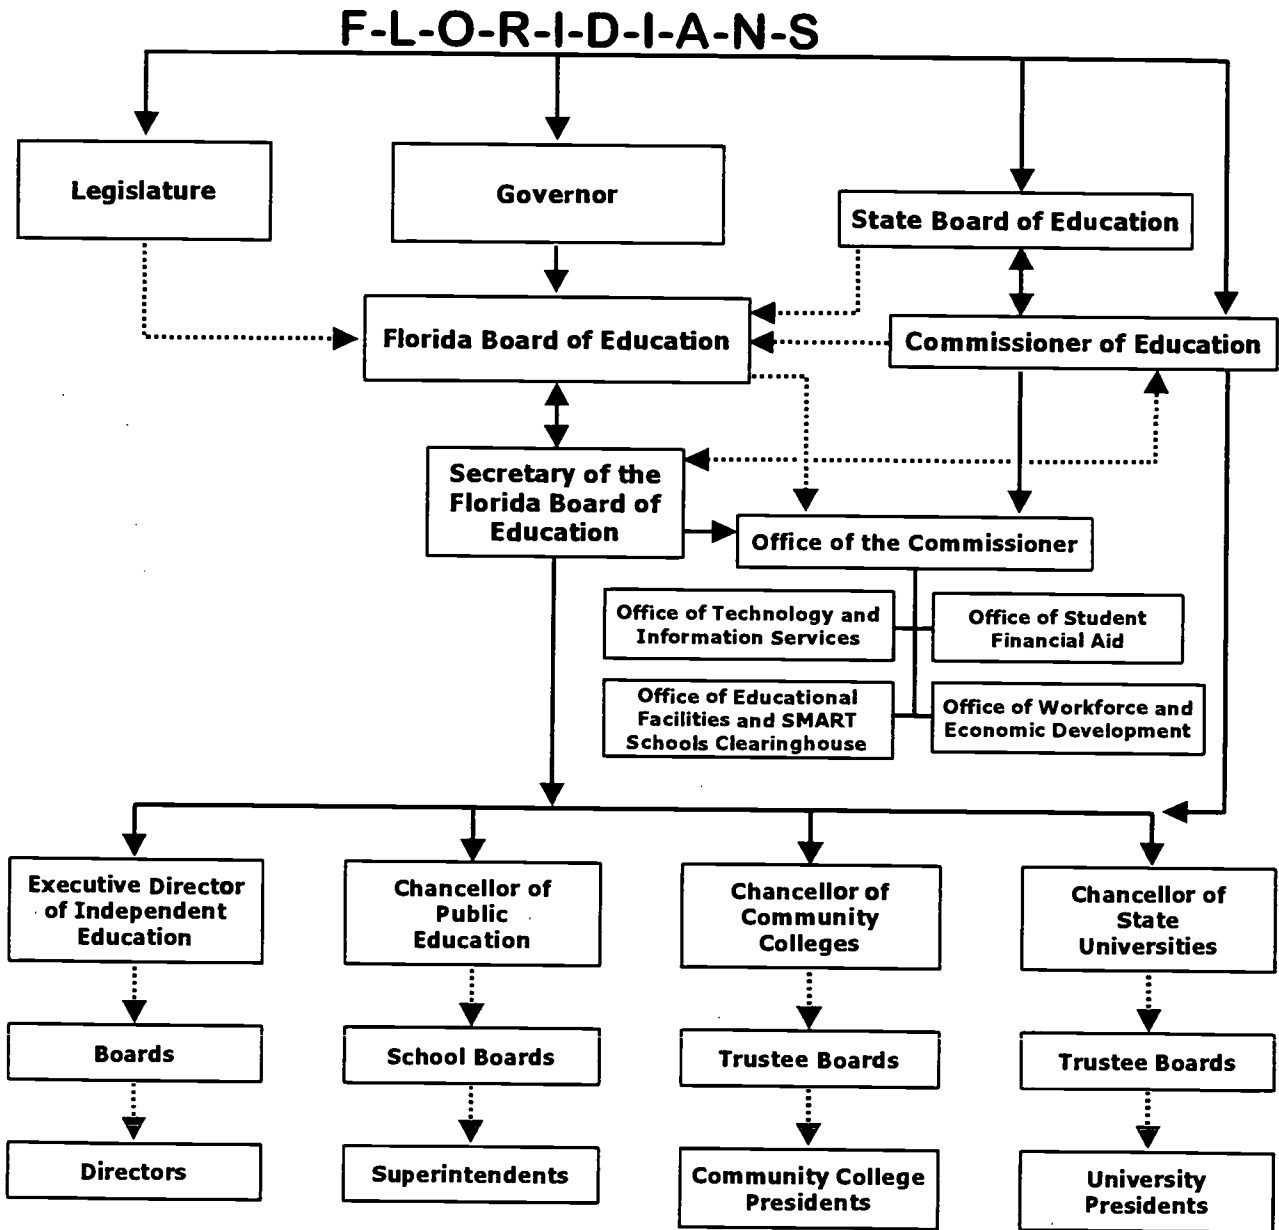 F-L-O-R-I-D-I-A-N-S
Legislature
Governor
State Board of Education
Florida Board of Education
Commissioner of Education
Secretary of the
Florida Board of
Education
Office of the Commissioner
Office of Technology and
Information Services
Office of Student
Financial Aid
Office of Educational
Facilities and SMART
Schools Clearinghouse
Office of Workforce and
Economic Development
Executive Director
of Independent
Education
Chancellor of
Public
Education
Chancellor of
Community
Colleges
Chancellor of
State
Universities
Boards
School Boards
Trustee Boards
Trustee Boards
Directors
Superintendents
Community College
Presidents
University
Presidents